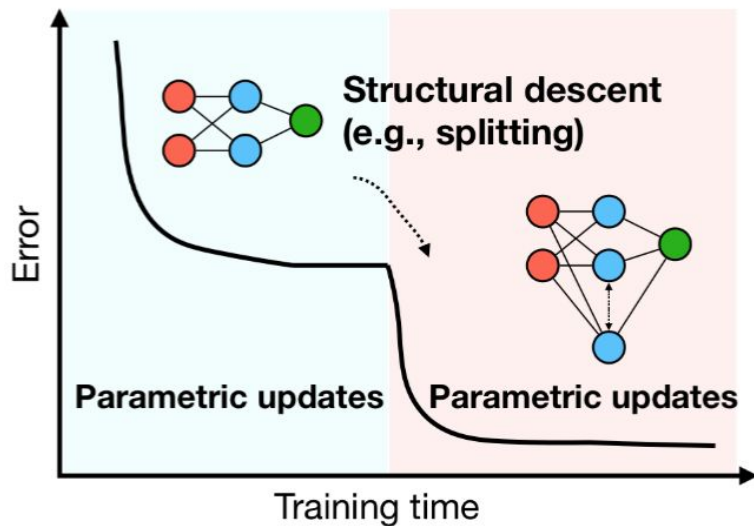 Structural descent
(e.g., splitting)
Error
Parametric updates
Parametric updates
Training time